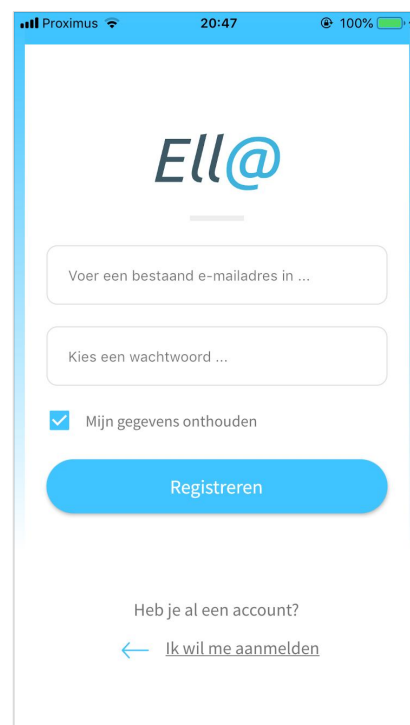 Proximus 20:47 100%
Ell@
Voer een bestaand e-mailadres in ...
Kies een wachtwoord ...
Mijn gegevens onthouden
Registreren
Heb je al een account?
Ik wil me aanmelden